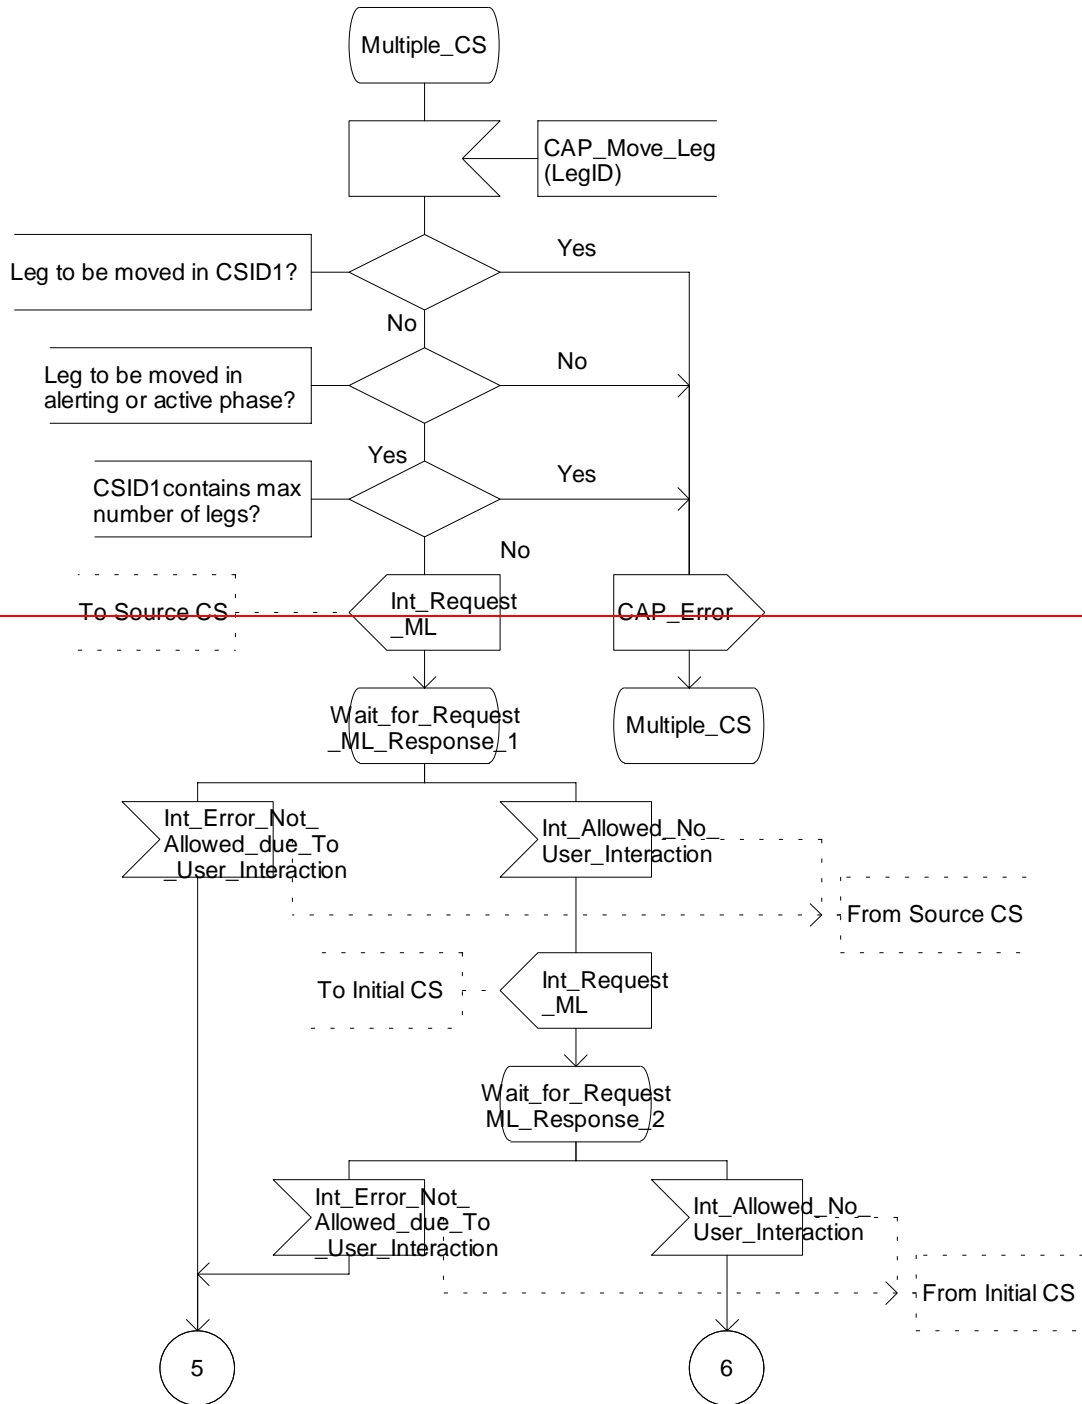 Multiple_CS
CAP_Move_Leg
(LegID)
Leg to be moved in CSID1?
Yes
No
Leg to be moved in
alerting or active phase?
No
Yes
CSID1contains max
number of legs?
Yes
No
To Source CS
Int_Request
_ML
CAP_Error
Wait_for_Request
_ML_Response_1
Multiple_CS
Int_Error_Not_
Allowed_due_To
_User_Interaction
Int_Allowed_No_
User_Interaction
From Source CS
To Initial CS
Int_Request
_ML
Wait_for_Request
ML_Response_2
Int_Error_Not_
Allowed_due_To
_User_Interaction
Int_Allowed_No_
User_Interaction
From Initial CS
5
6